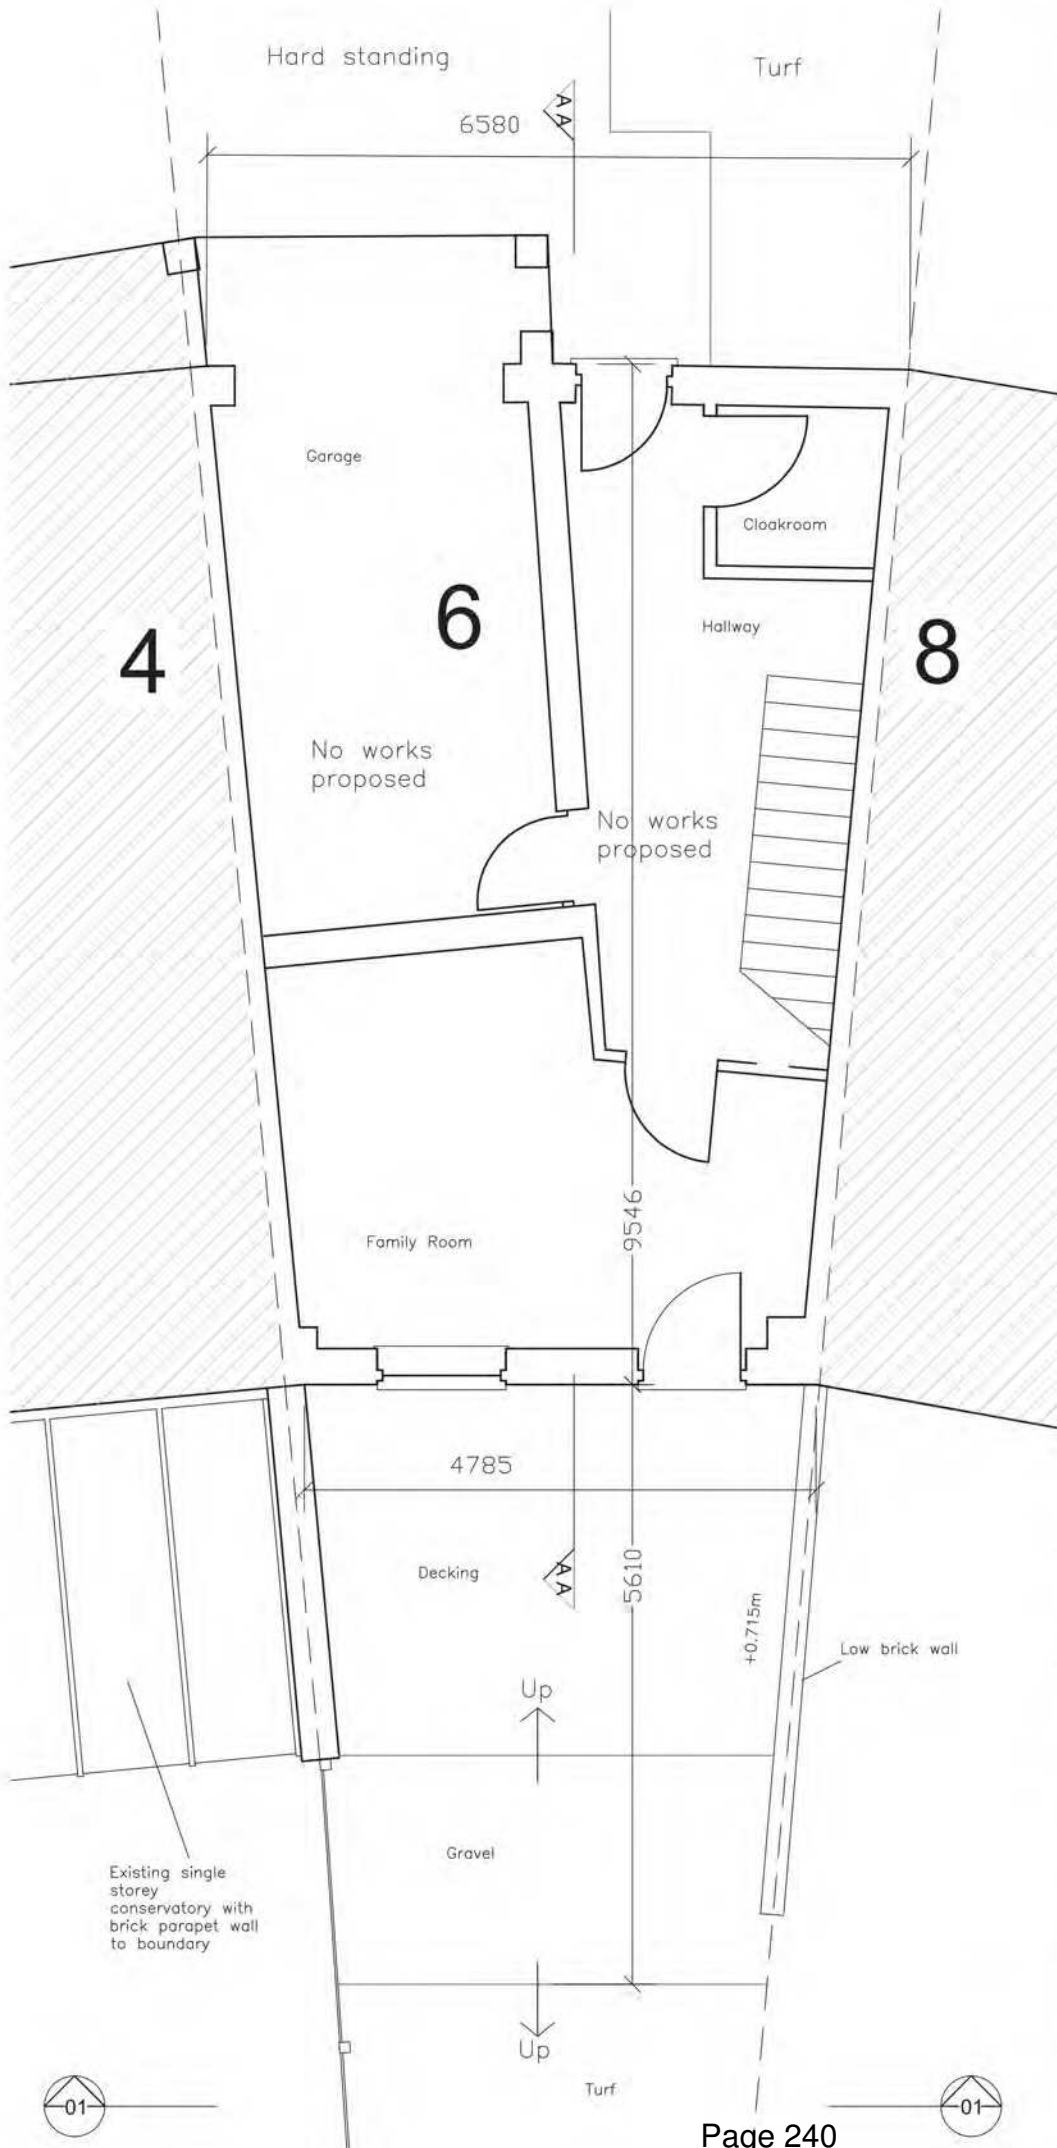 Hard standing
Turf
A
A
6580
Garage
Cloakroom
6
4
Hallway
8
No works
proposed
No works
proposed
9546
Family Room
4785
Decking
A
A
5610
+0.715m
Low brick wall
Up
Gravel
Existing single
storey
conservatory with
brick parapet wall
to boundary
Up
Turf
01
01
Page 240